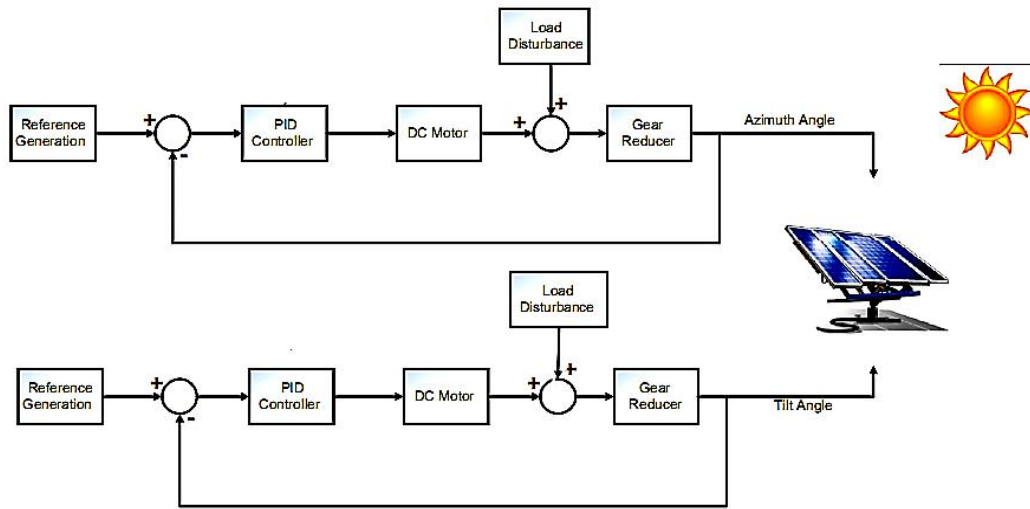 Load
Disturbance
Reference
Generation
+
-
PID
Controller
DC Motor
+
+
Gear
Reducer
Azimuth Angle
Load
Disturbance
Reference
Generation
+
-
PID
Controller
DC Motor
+
+
Gear
Reducer
Tilt Angle